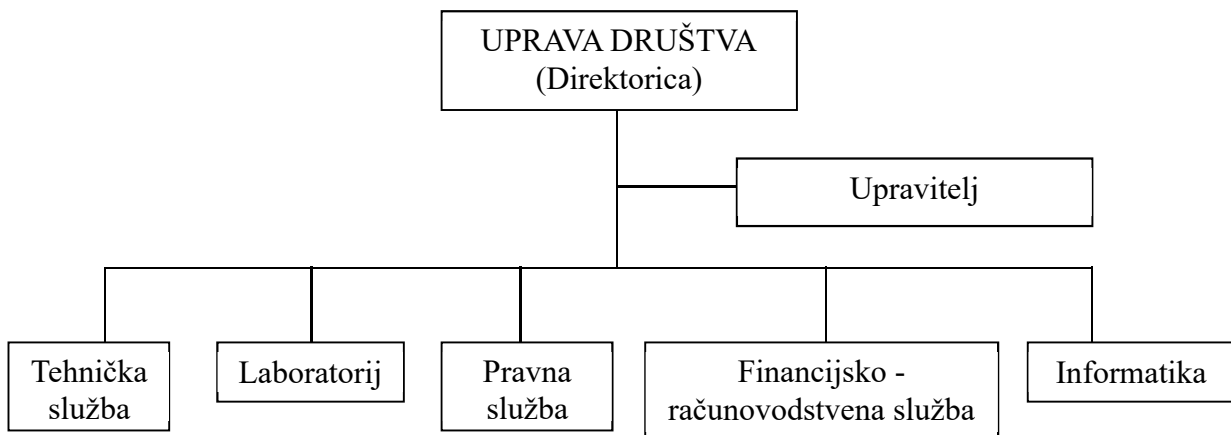 UPRAVA DRUŠTVA
(Direktorica)
Upravitelj
Tehnička
služba
Laboratorij
Pravna
služba
Financijsko -
računovodstvena služba
Informatika